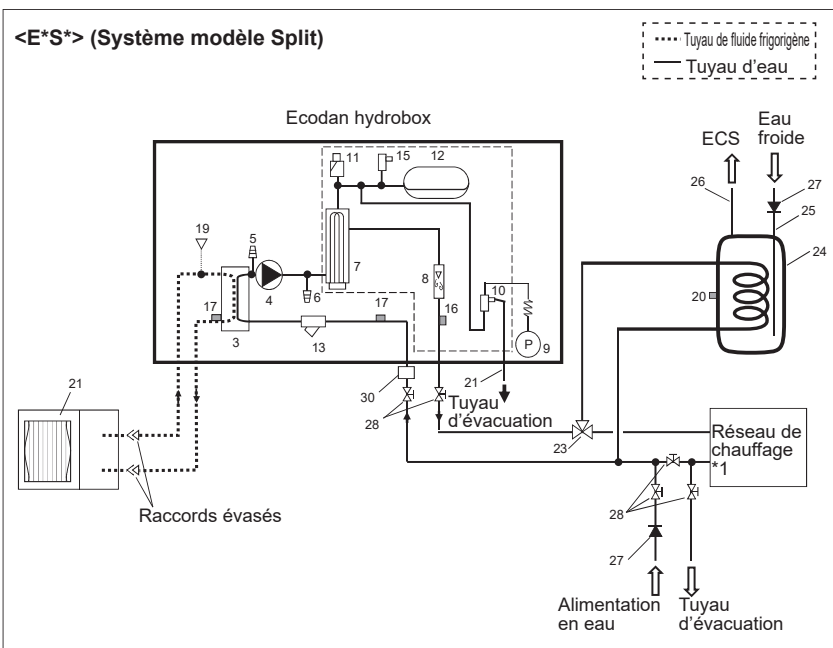 <E*S*> (Système modèle Split)
Tuyau de fluide frigorigène
Tuyau d'eau
Ecodan hydrobox
ECS
Eau
froide
11
15
12
26
27
25
19
5
24
7
8
4
6
20
17
17
16
10
3
13
P
9
21
30
21
28
Tuyau
d'évacuation
23
Réseau de
chauffage
*1
Raccords évasés
28
27
Alimentation
en eau
Tuyau
d'évacuation